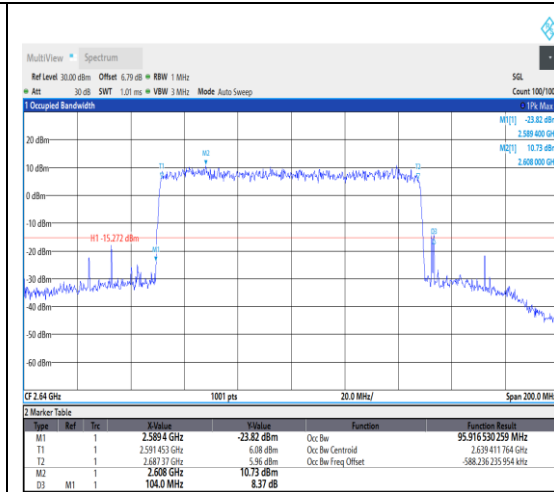 MultiView Spectrum
Ref Level 30.00 dBm Offset 6.79 dB RBW 1 MHz SGL
Att 30 dB SWT 1.01 ms VBW 3 MHz Mode Auto Sweep Count 100/100
1 Occupied Bandwidth 1Pk Max
M1[1] -23.82 dBm
2.589 400 GHz
20 dBm
M2[1] 10.73 dBm
2.608 000 GHz
M2
T1 T2
10 dBm
0 dBm
-10 dBm
H1 -15.272 dBm
D3
-20 dBm
M1
-30 dBm
-40 dBm
-50 dBm
-60 dBm
CF 2.64 GHz 1001 pts 20.0 MHz/ Span 200.0 MHz
2 Marker Table
Type Ref Trc X-Value Y-Value Function Function Result
M1 1 2.589 4 GHz -23.82 dBm Occ Bw 95.916 530 259 MHz
T1 1 2.591 453 GHz 6.08 dBm Occ Bw Centroid 2.639 411 764 GHz
T2 1 2.687 37 GHz 5.96 dBm Occ Bw Freq Offset -588.236 235 954 kHz
M2 1 2.608 GHz 10.73 dBm
D3 M1 1 104.0 MHz 8.37 dB